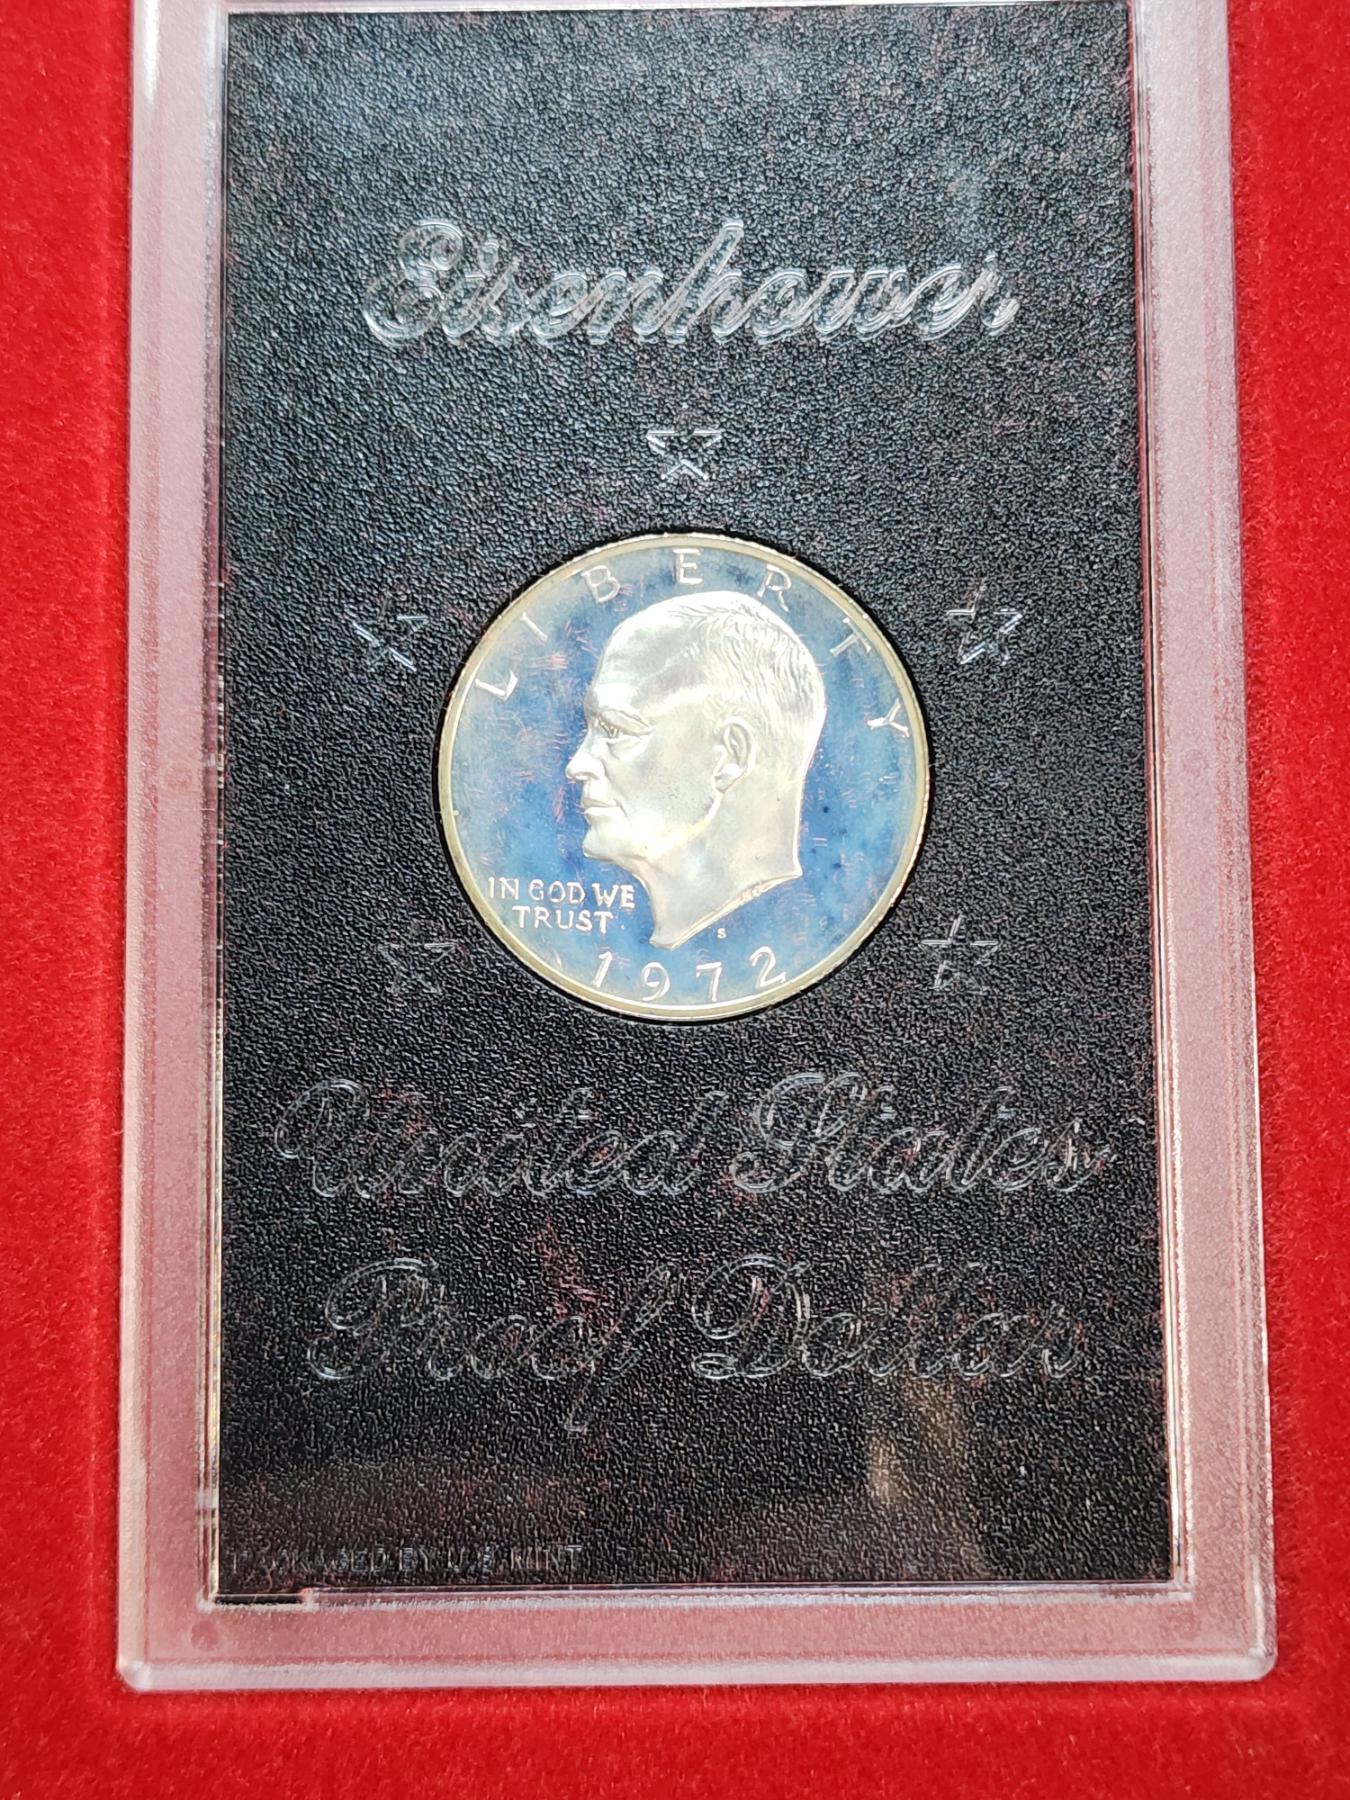 Eisenhower
LIBERTY
IN GOD WE
TRUST
S
1972
United States
Proof Dollar
PACKAGED BY U.S. MINT